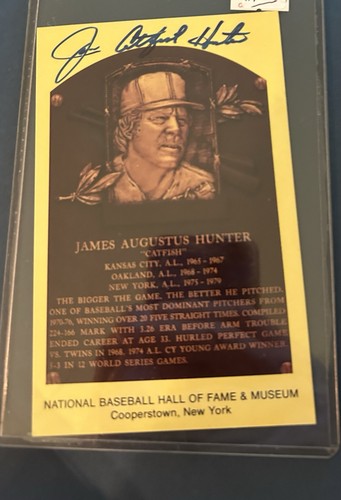 Jim Catfish Hunter
JAMES AUGUSTUS HUNTER
"CATFISH"
KANSAS CITY, A.L., 1965 - 1967
OAKLAND, A.L., 1968 - 1974
NEW YORK, A.L., 1975 - 1979
THE BIGGER THE GAME, THE BETTER HE PITCHED.
ONE OF BASEBALL'S MOST DOMINANT PITCHERS FROM
1970-76, WINNING OVER 20 FIVE STRAIGHT TIMES. COMPILED
224-166 MARK WITH 3.26 ERA BEFORE ARM TROUBLE
ENDED CAREER AT AGE 33. HURLED PERFECT GAME
VS. TWINS IN 1968. 1974 A.L. CY YOUNG AWARD WINNER.
5-3 IN 12 WORLD SERIES GAMES.
NATIONAL BASEBALL HALL OF FAME & MUSEUM
Cooperstown, New York